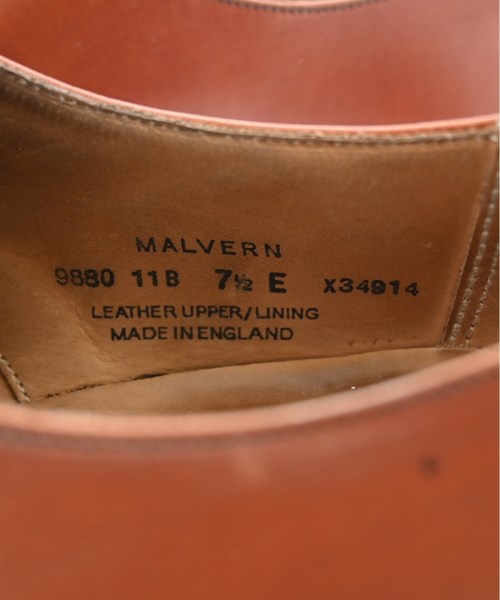 MALVERN
9880 11B 7½ E X34914
LEATHER UPPER/LINING
MADE IN ENGLAND